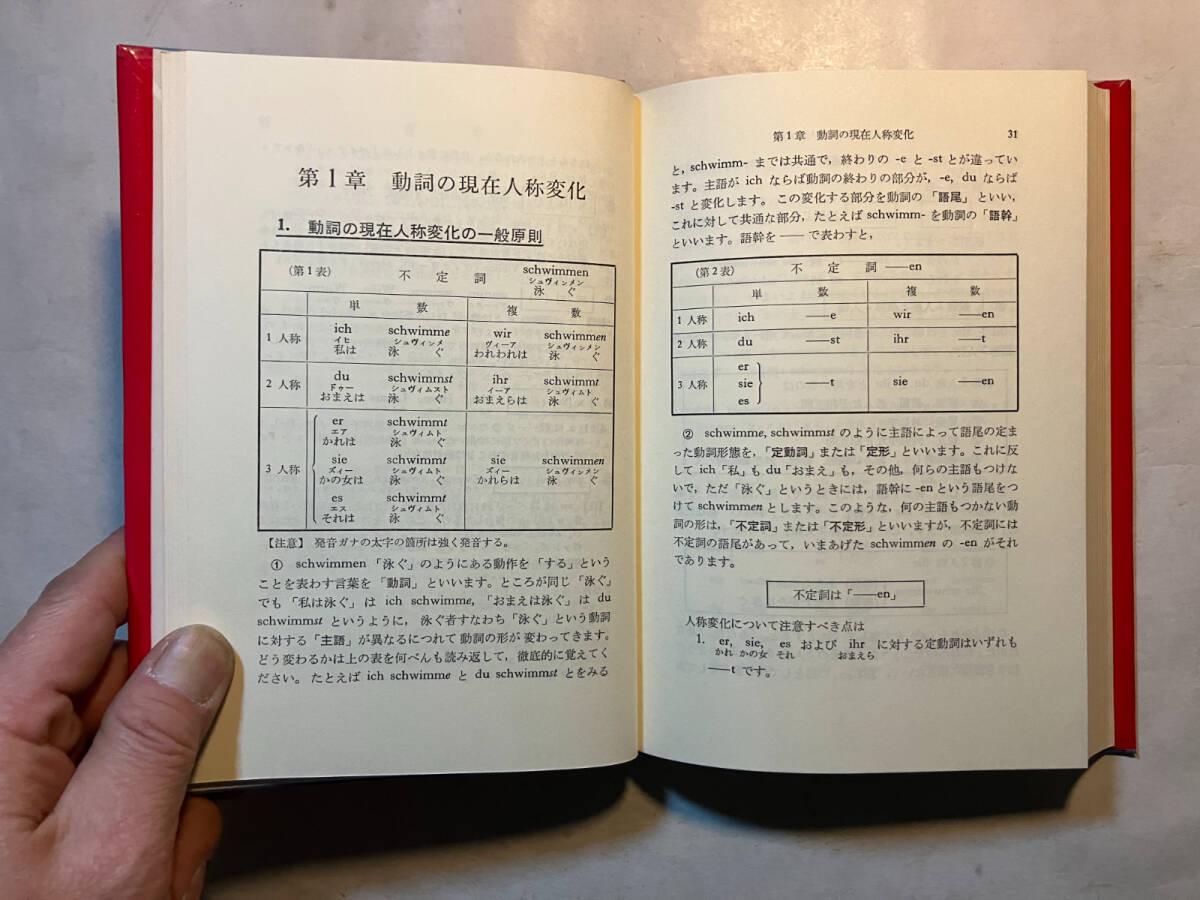 第1章 動詞の現在人称変化
1. 動詞の現在人称変化の一般原則
(第1表) 不定詞 schwimmen
シュヴィンメン
泳ぐ
単数 複数
1人称 ich schwimme wir schwimmen
イヒ シュヴィンメ ヴィーア シュヴィンメン
私は 泳ぐ われわれは 泳ぐ
2人称 du schwimmst ihr schwimmt
ドゥー シュヴィムスト イーア シュヴィムト
おまえは 泳ぐ おまえらは 泳ぐ
er schwimmt
エア シュヴィムト
かれは 泳ぐ
3人称 sie schwimmt sie schwimmen
ズィー シュヴィムト ズィー シュヴィンメン
かの女は 泳ぐ かれらは 泳ぐ
es schwimmt
エス シュヴィムト
それは 泳ぐ
【注意】 発音ガナの太字の箇所は強く発音する。
① schwimmen「泳ぐ」のようにある動作を「する」という
ことを表わす言葉を「動詞」といいます。ところが同じ「泳ぐ」
でも「私は泳ぐ」は ich schwimme,「おまえは泳ぐ」は du
schwimmst というように, 泳ぐ者すなわち「泳ぐ」という動詞
に対する「主語」が異なるにつれて動詞の形が変わってきます。
どう変わるかは上の表を何べんも読み返して, 徹底的に覚えてく
ださい。たとえば ich schwimme と du schwimmst とをみる
第1章 動詞の現在人称変化 31
と, schwimm- までは共通で, 終わりの -e と -st とが違ってい
ます。主語が ich ならば動詞の終わりの部分が, -e, du ならば
-st と変化します。この変化する部分を動詞の「語尾」といい,
これに対して共通な部分, たとえば schwimm- を動詞の「語幹」
といいます。語幹を ── で表わすと,
(第2表) 不定詞 ──en
単数 複数
1人称 ich ──e wir ──en
2人称 du ──st ihr ──t
er
3人称 sie ──t sie ──en
es
② schwimme, schwimmst のように主語によって語尾の定ま
った動詞形態を,「定動詞」または「定形」といいます。これに反
して ich「私」も du「おまえ」も, その他, 何らの主語もつけな
いで, ただ「泳ぐ」というときには, 語幹に -en という語尾をつ
けて schwimmen とします。このような, 何の主語もつかない動
詞の形は,「不定詞」または「不定形」といいますが, 不定詞には
不定詞の語尾があって, いまあげた schwimmen の -en がそれ
であります。
不定詞は「──en」
人称変化について注意すべき点は
1. er, sie, es および ihr に対する定動詞はいずれも
かれ かの女 それ おまえら
──t です。